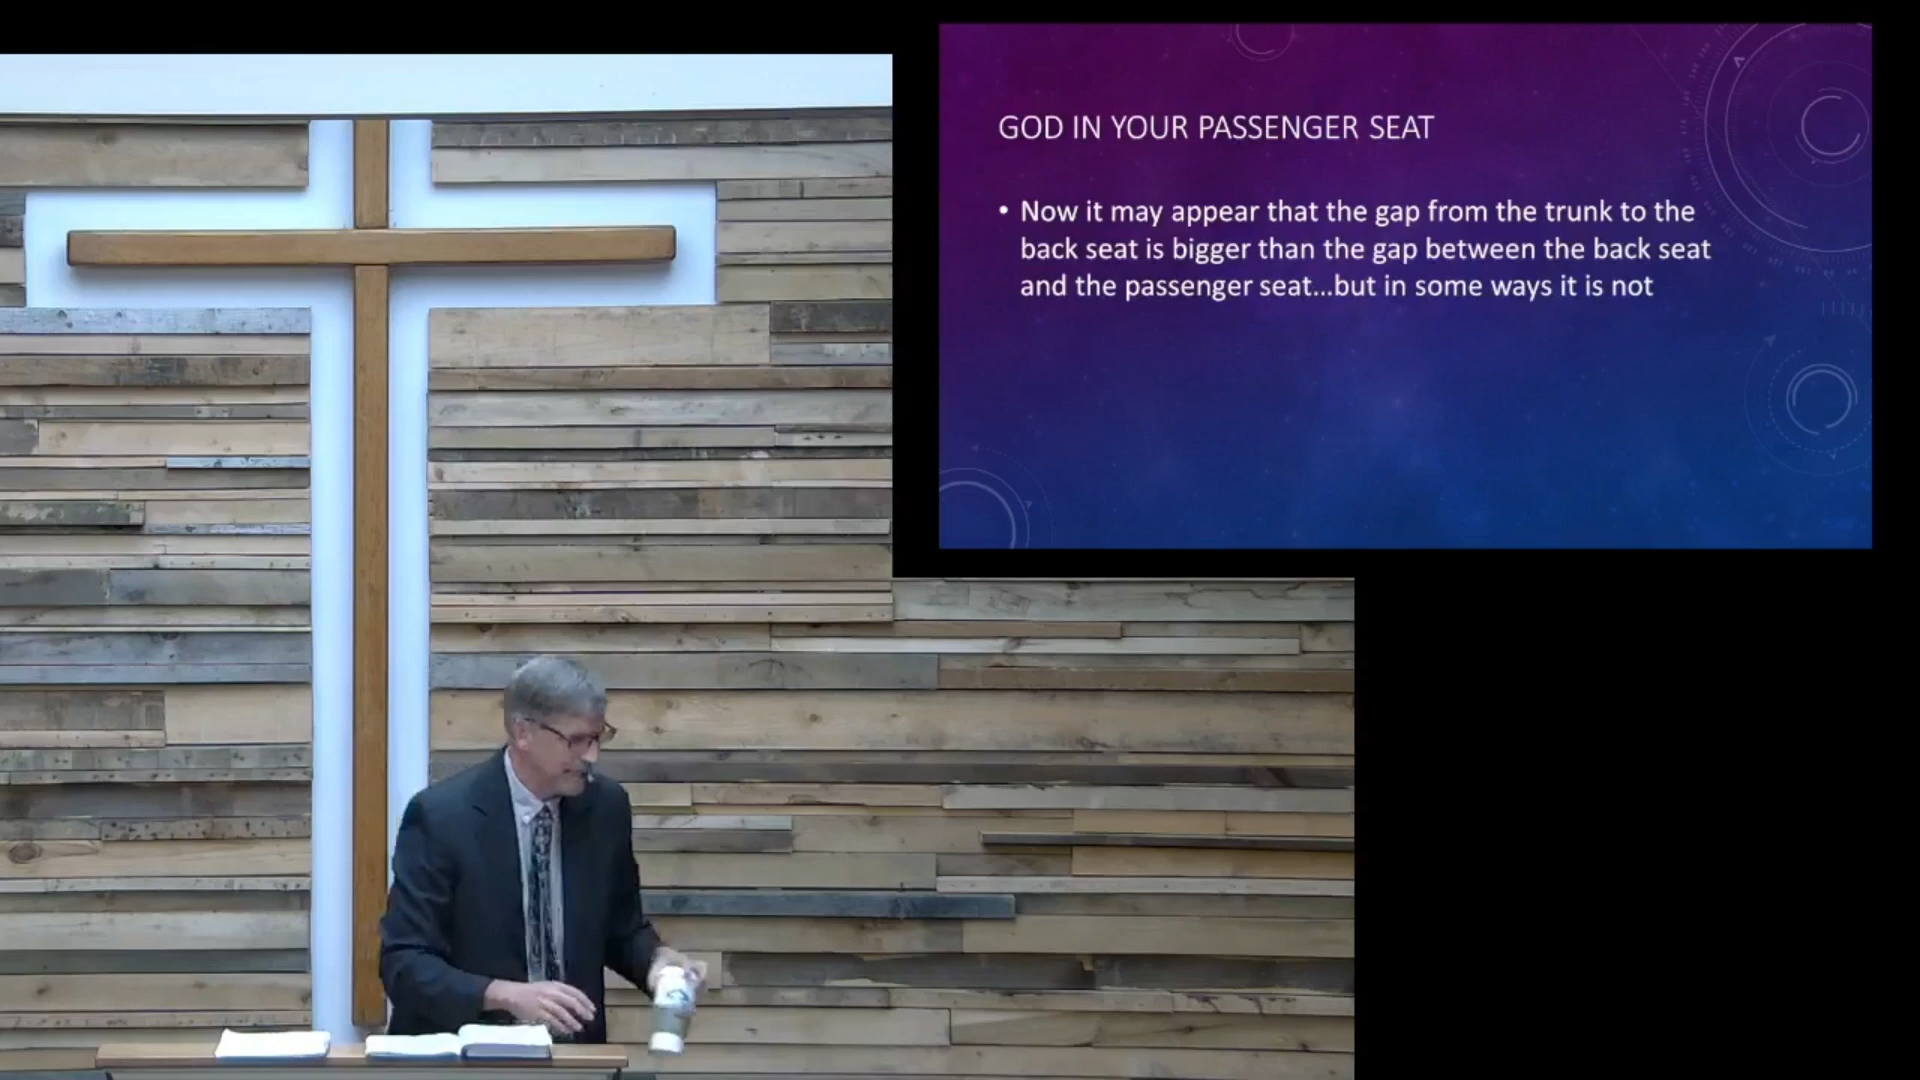 GOD IN YOUR PASSENGER SEAT
• Now it may appear that the gap from the trunk to the
back seat is bigger than the gap between the back seat
and the passenger seat...but in some ways it is not